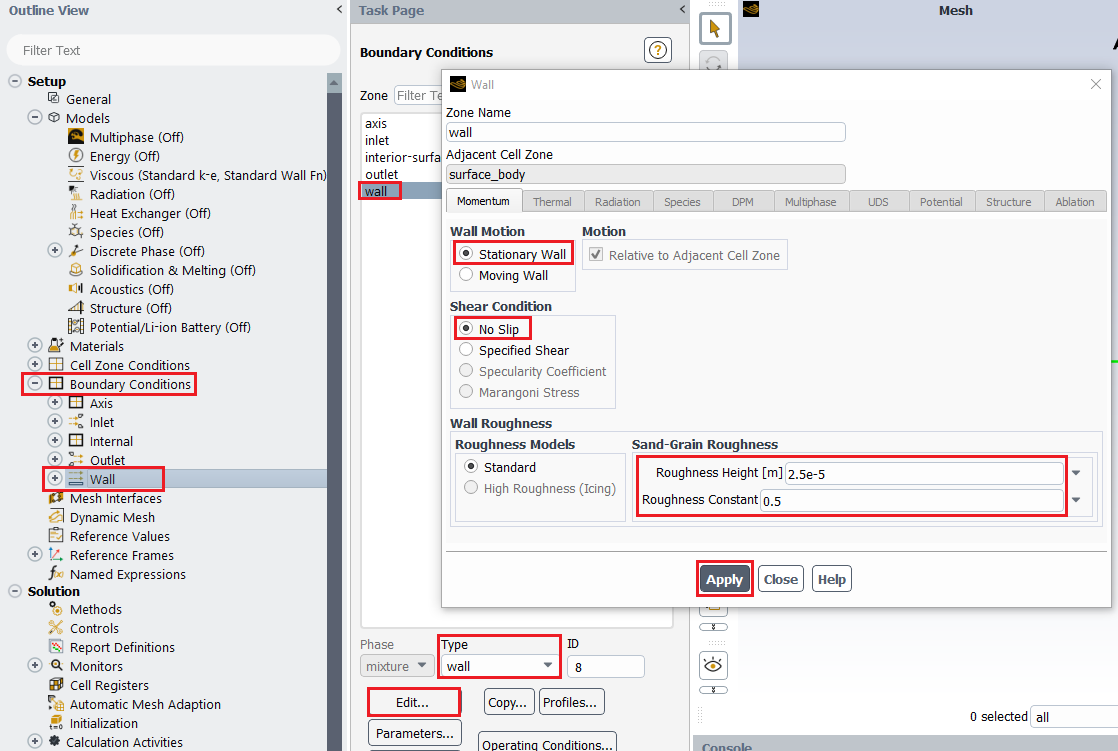 Outline View
Filter Text
Setup
General
Models
Multiphase (Off)
Energy (Off)
Viscous (Standard k-e, Standard Wall Fn)
Radiation (Off)
Heat Exchanger (Off)
Species (Off)
Discrete Phase (Off)
Solidification & Melting (Off)
Acoustics (Off)
Structure (Off)
Potential/Li-ion Battery (Off)
Materials
Cell Zone Conditions
Boundary Conditions
Axis
Inlet
Internal
Outlet
Wall
Mesh Interfaces
Dynamic Mesh
Reference Values
Reference Frames
Named Expressions
Solution
Methods
Controls
Report Definitions
Monitors
Cell Registers
Automatic Mesh Adaption
Initialization
Calculation Activities
Task Page
Boundary Conditions
Zone Filter Te
axis
inlet
interior-surfa
outlet
wall
Phase Type ID
mixture wall 8
Edit... Copy... Profiles...
Parameters... Operating Conditions...
Mesh
Wall
Zone Name
wall
Adjacent Cell Zone
surface_body
Momentum Thermal Radiation Species DPM Multiphase UDS Potential Structure Ablation
Wall Motion Motion
Stationary Wall Relative to Adjacent Cell Zone
Moving Wall
Shear Condition
No Slip
Specified Shear
Specularity Coefficient
Marangoni Stress
Wall Roughness
Roughness Models Sand-Grain Roughness
Standard Roughness Height [m] 2.5e-5
High Roughness (Icing) Roughness Constant 0.5
Apply Close Help
0 selected all
Console